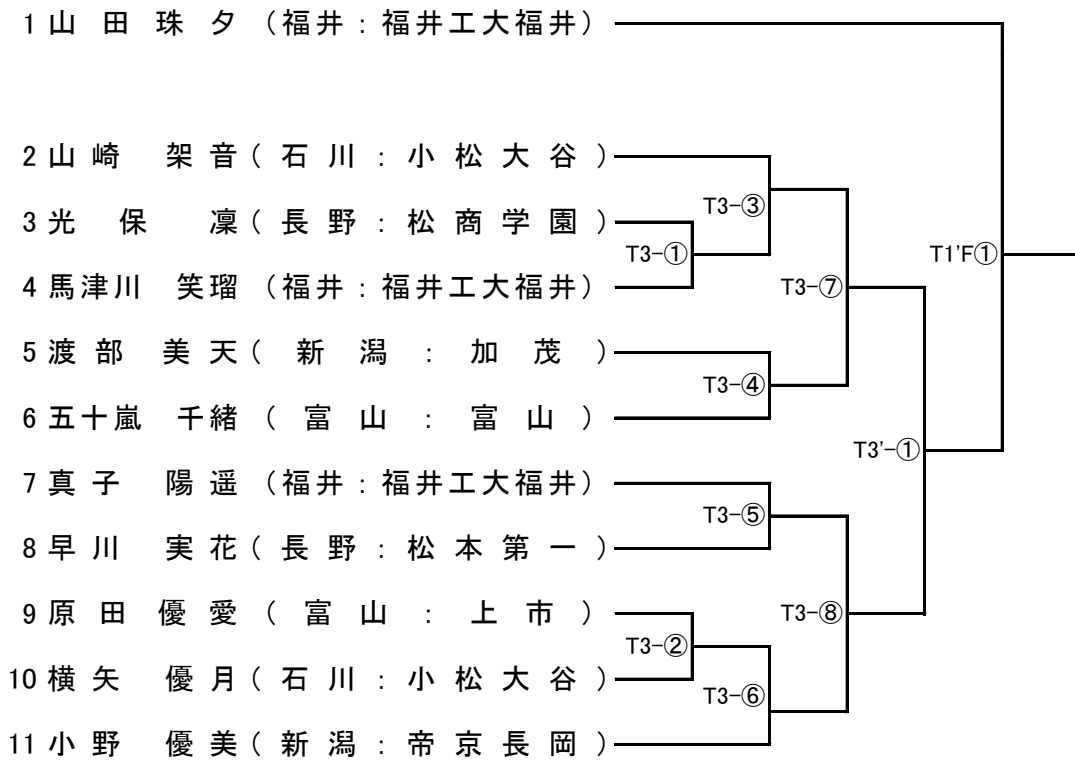 1 山田珠夕 (福井:福井工大福井)
2 山崎 架音 (石川:小松大谷)
T3-③
3 光保 凜 (長野:松商学園)
T3-①
T1'F①
4 馬津川 笑瑠 (福井:福井工大福井)
T3-⑦
5 渡部 美天 (新潟:加茂)
T3-④
6 五十嵐 千緒 (富山:富山)
T3'-①
7 真子 陽遥 (福井:福井工大福井)
T3-⑤
8 早川 実花 (長野:松本第一)
9 原田優愛 (富山:上市)
T3-⑧
T3-②
10 横矢 優月 (石川:小松大谷)
T3-⑥
11 小野 優美 (新潟:帝京長岡)